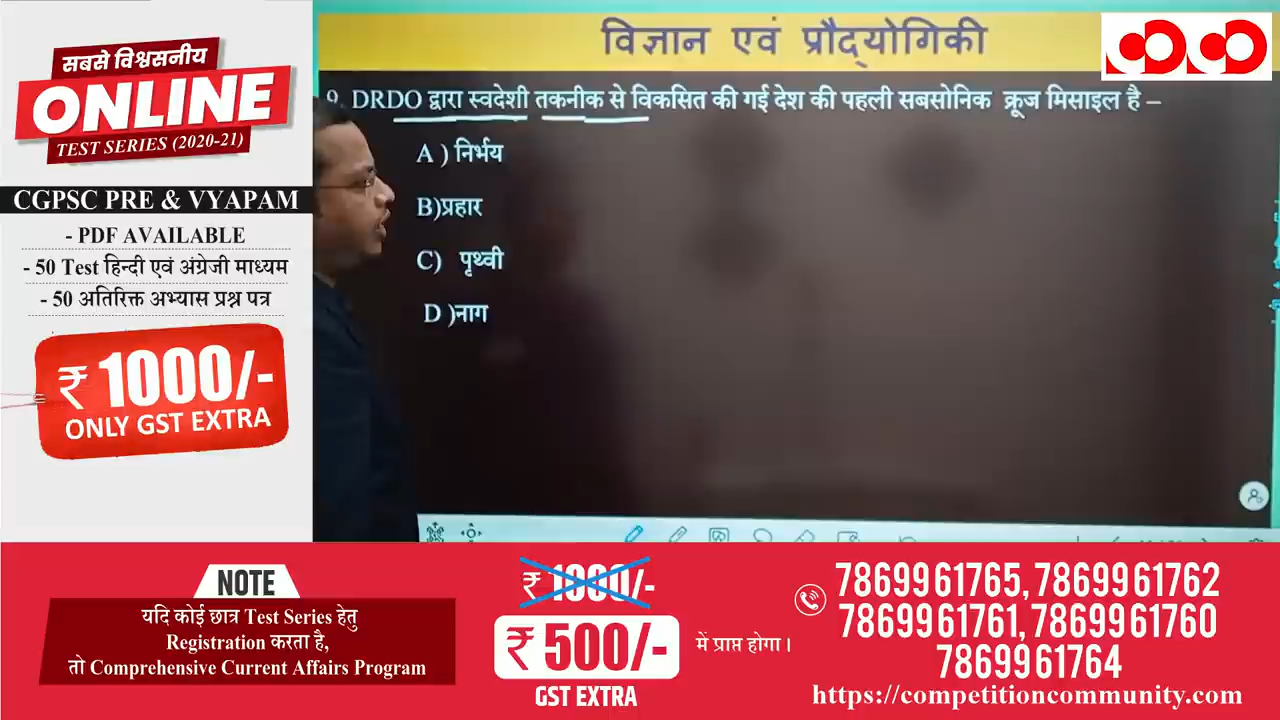 सबसे विश्वसनीय
ONLINE
TEST SERIES (2020-21)
CGPSC PRE & VYAPAM
- PDF AVAILABLE
- 50 Test हिन्दी एवं अंग्रेजी माध्यम
- 50 अतिरिक्त अभ्यास प्रश्न पत्र
₹ 1000/-
ONLY GST EXTRA
विज्ञान एवं प्रौद्योगिकी
9. DRDO द्वारा स्वदेशी तकनीक से विकसित की गई देश की पहली सबसोनिक क्रूज मिसाइल है –
A ) निर्भय
B)प्रहार
C) पृथ्वी
D )नाग
NOTE
यदि कोई छात्र Test Series हेतु
Registration करता है,
तो Comprehensive Current Affairs Program
₹ 1000/-
₹ 500/- में प्राप्त होगा।
GST EXTRA
7869961765, 7869961762
7869961761, 7869961760
7869961764
https://competitioncommunity.com